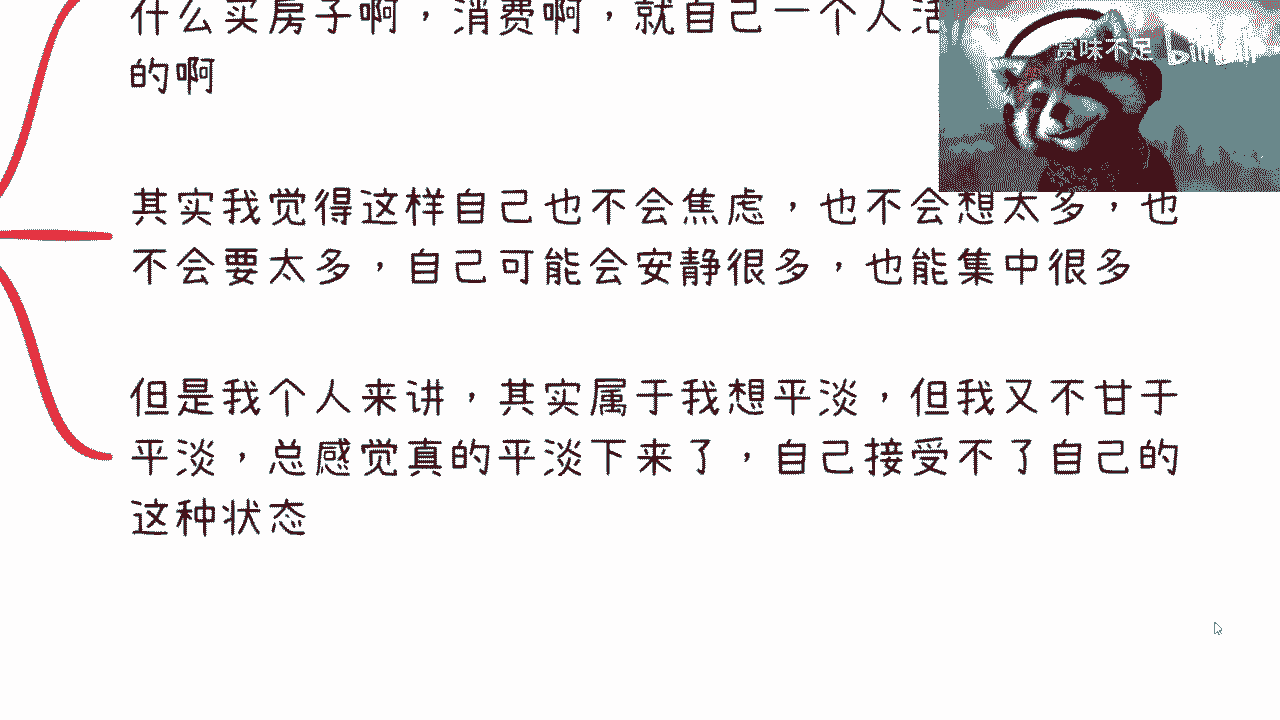 什么买房子啊，消费啊，就自己一个人活
赏味不足 bilibili
的啊
其实我觉得这样自己也不会焦虑，也不会想太多，也
不会要太多，自己可能会安静很多，也能集中很多
但是我个人来讲，其实属于我想平淡，但我又不甘于
平淡，总感觉真的平淡下来了，自己接受不了自己的
这种状态